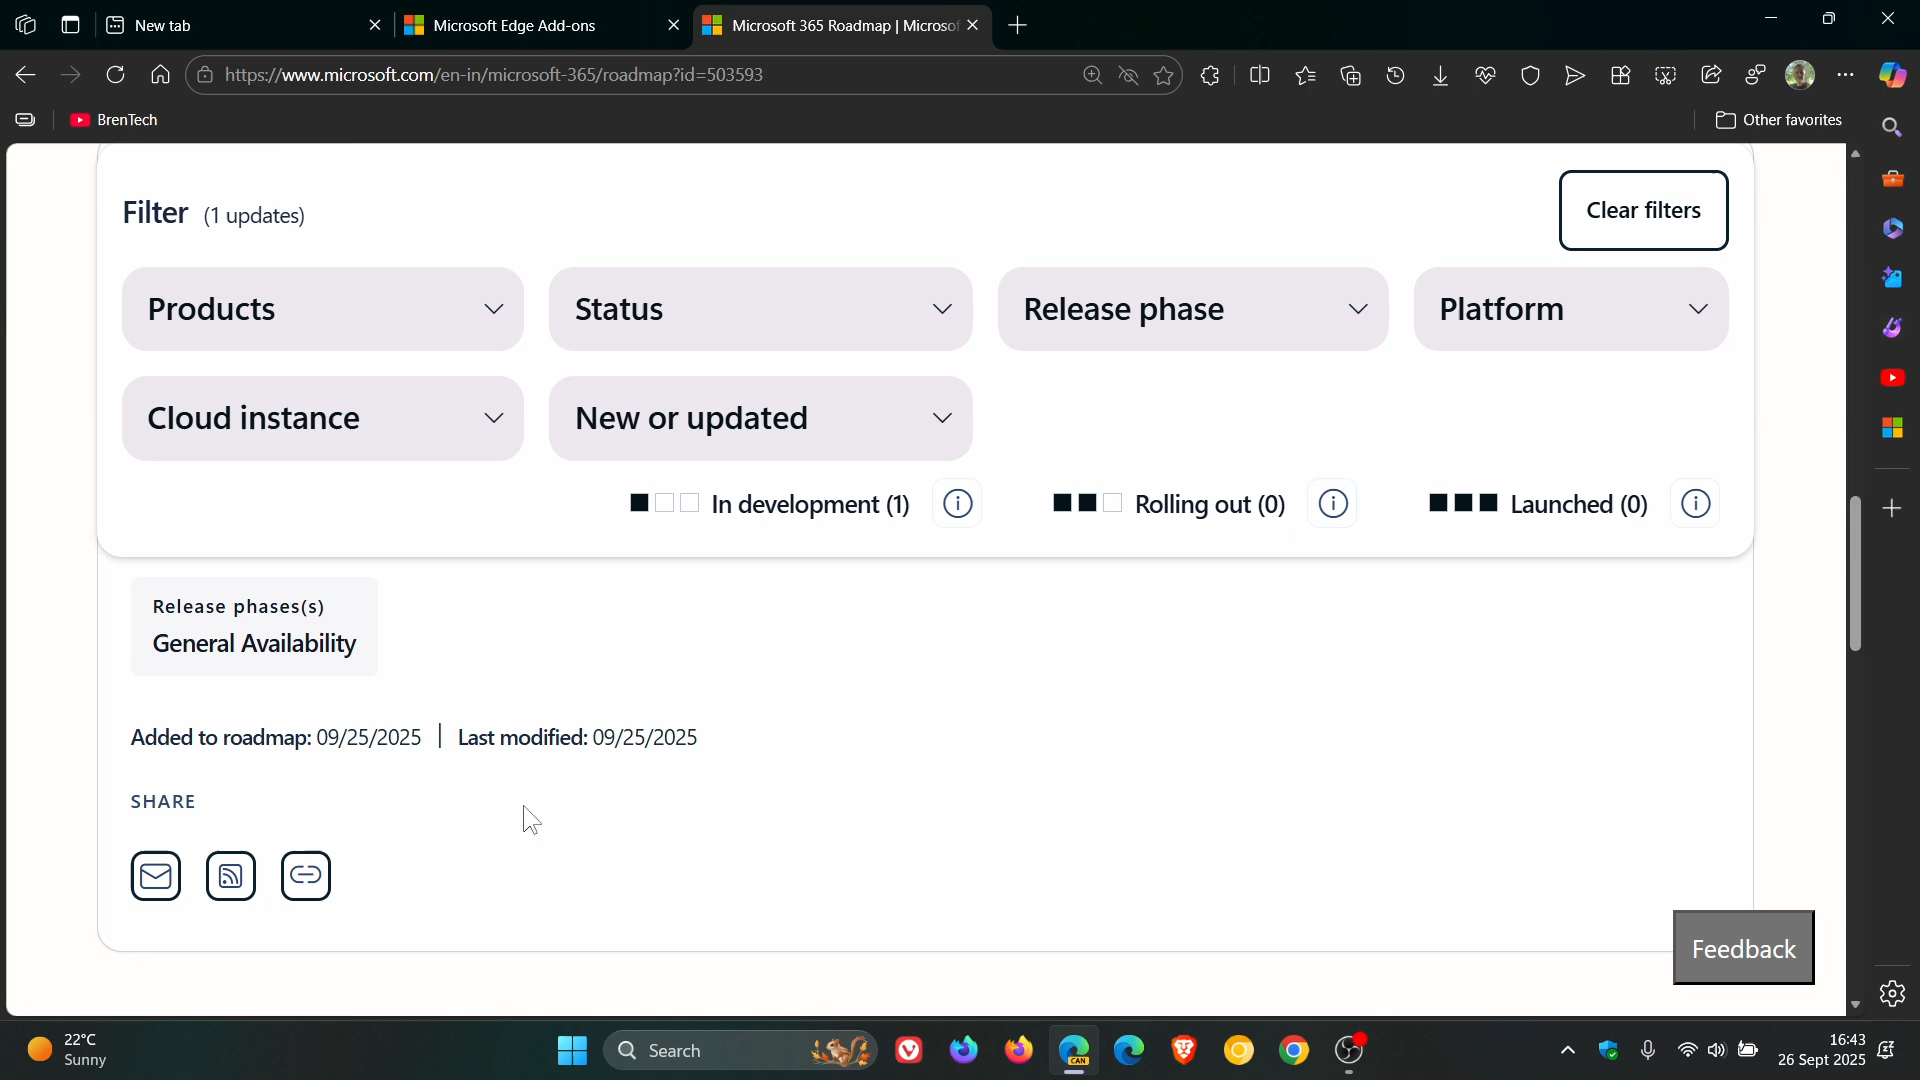 New tab
Microsoft Edge Add-ons
Microsoft 365 Roadmap | Microsof
https://www.microsoft.com/en-in/microsoft-365/roadmap?id=503593
BrenTech
Other favorites
Filter (1 updates)
Clear filters
Products
Status
Release phase
Platform
Cloud instance
New or updated
In development (1)
Rolling out (0)
Launched (0)
Release phases(s)
General Availability
Added to roadmap: 09/25/2025 | Last modified: 09/25/2025
SHARE
Feedback
22°C
Sunny
Search
CAN
16:43
26 Sept 2025